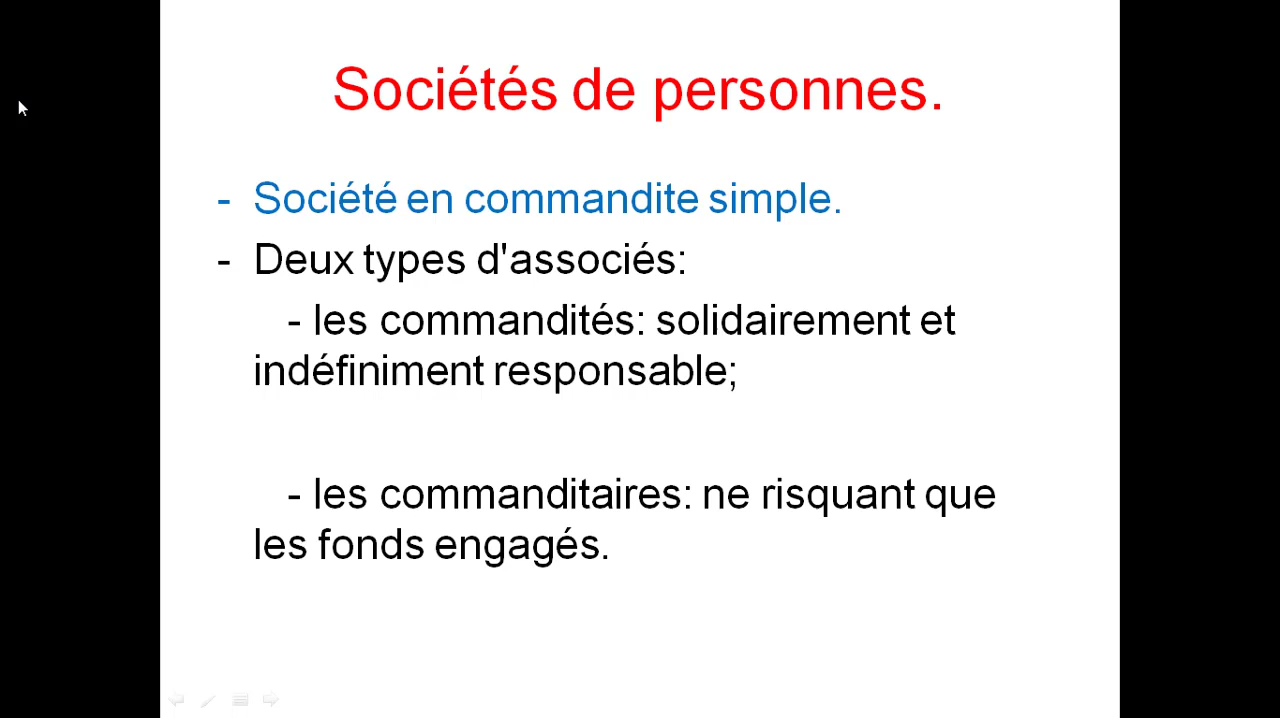 Sociétés de personnes.
- Société en commandite simple.
- Deux types d'associés:
- les commandités: solidairement et
indéfiniment responsable;
- les commanditaires: ne risquant que
les fonds engagés.